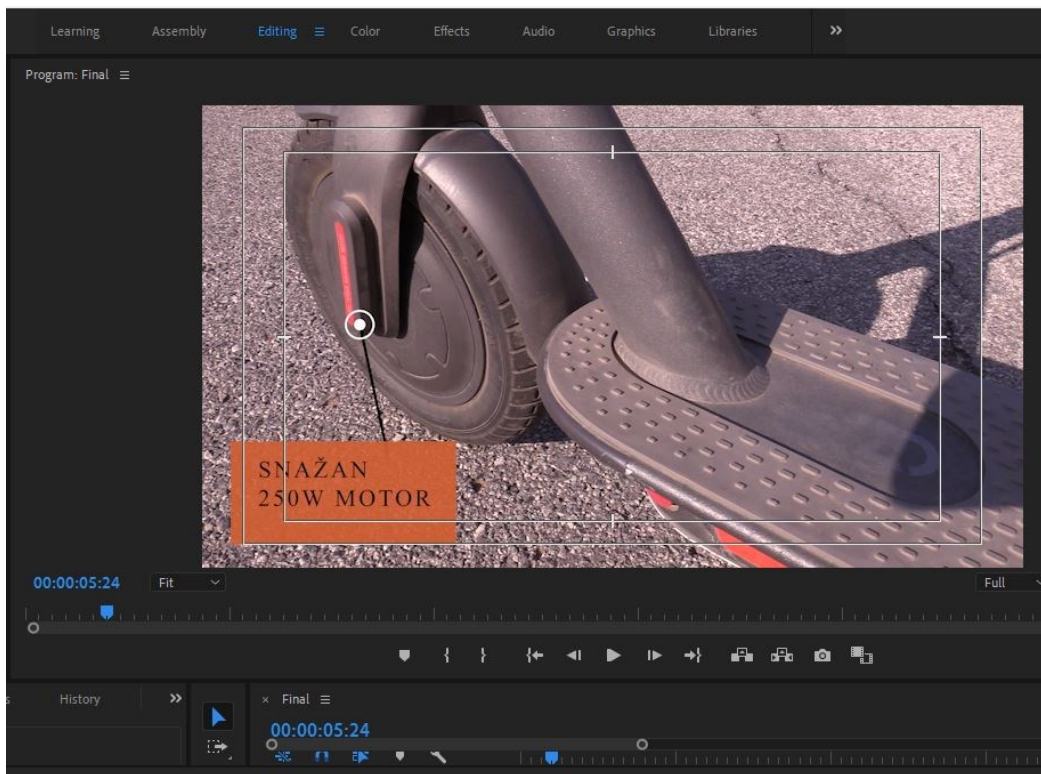 Learning Assembly Editing Color Effects Audio Graphics Libraries
Program: Final
SNAŽAN
250W MOTOR
00:00:05:24 Fit Full
History × Final
00:00:05:24